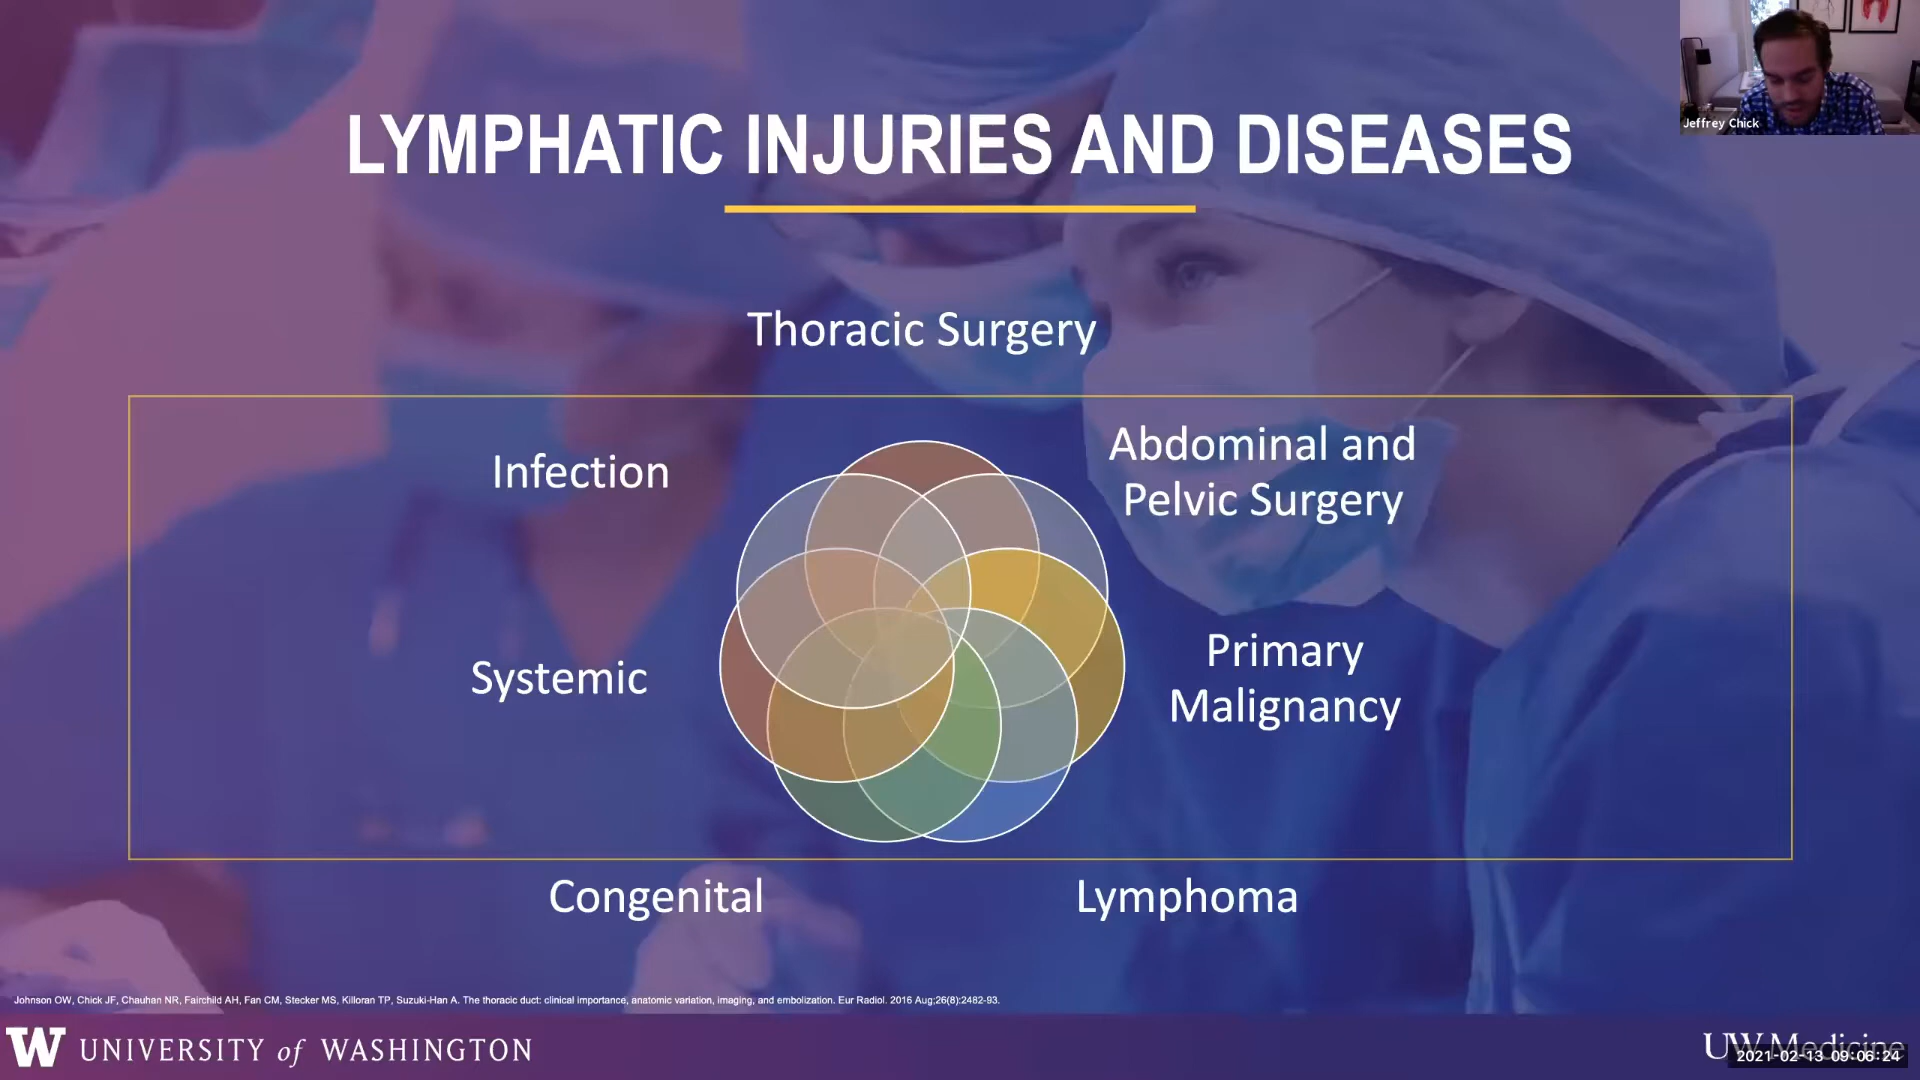 Jeffrey Chick
LYMPHATIC INJURIES AND DISEASES
Thoracic Surgery
Infection
Abdominal and
Pelvic Surgery
Systemic
Primary
Malignancy
Congenital
Lymphoma
Johnson OW, Chick JF, Chauhan NR, Fairchild AH, Fan CM, Stecker MS, Killoran TP, Suzuki-Han A. The thoracic duct: clinical importance, anatomic variation, imaging, and embolization. Eur Radiol. 2016 Aug;26(8):2482-93.
W UNIVERSITY of WASHINGTON
UW Medicine
2021-02-13 09:06:24